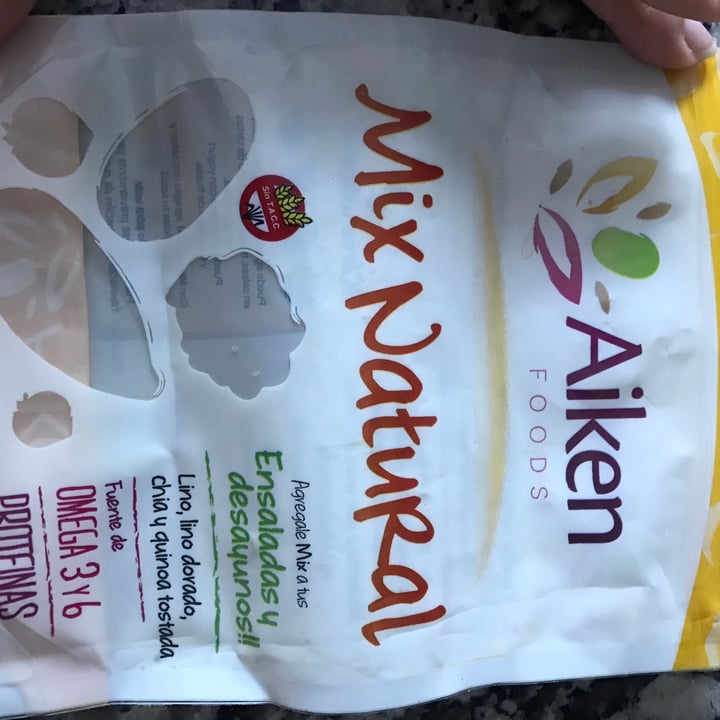 Aiken
FOODS
Mix Natural
Sin T.A.C.C.
Agregale Mix a tus
Ensaladas y
desayunos!!
Lino, lino dorado,
chia y quinoa tostada
Fuente de
OMEGA 3 Y 6
PROTEINAS